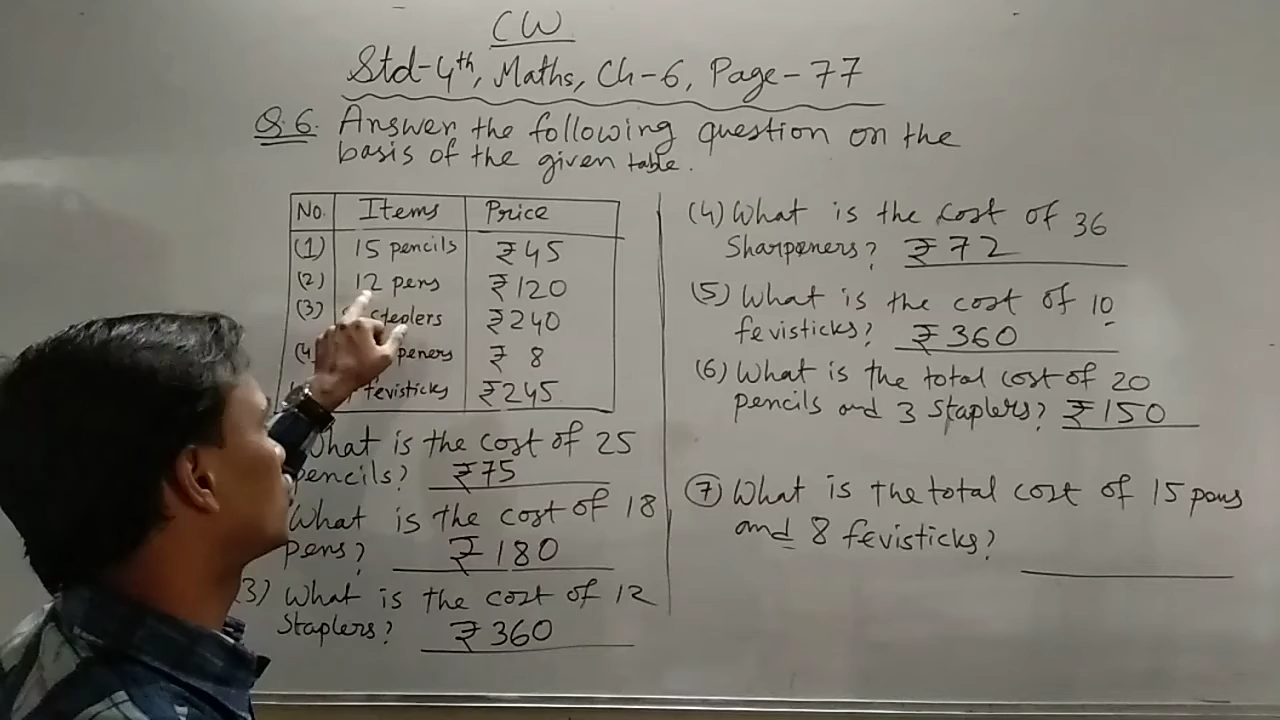 CW
Std-4th, Maths, Ch-6, Page-77
Q.6. Answer the following question on the
basis of the given table.
No. Items Price
(1) 15 pencils ₹45
(2) 12 pens ₹120
(3) ₹240
(4) ₹ 8
fevisticks ₹245
What is the cost of 25
pencils? ₹75
What is the cost of 18
pens? ₹180
(3) What is the cost of 12
Staplers? ₹360
(4) What is the cost of 36
Sharpeners? ₹72
(5) What is the cost of 10
fevisticks? ₹360
(6) What is the total cost of 20
pencils and 3 Staplers? ₹150
(7) What is the total cost of 15 pens
and 8 fevisticks?